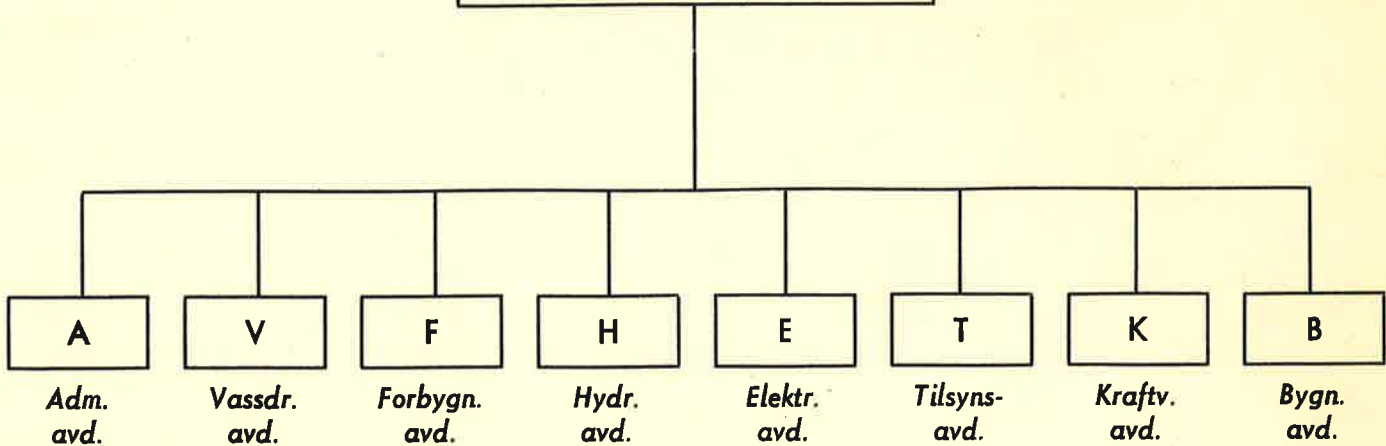 A V F H E T K B
Adm. Vassdr. Forbygn. Hydr. Elektr. Tilsyns- Kraftv. Bygn.
avd. avd. avd. avd. avd. avd. avd. avd.